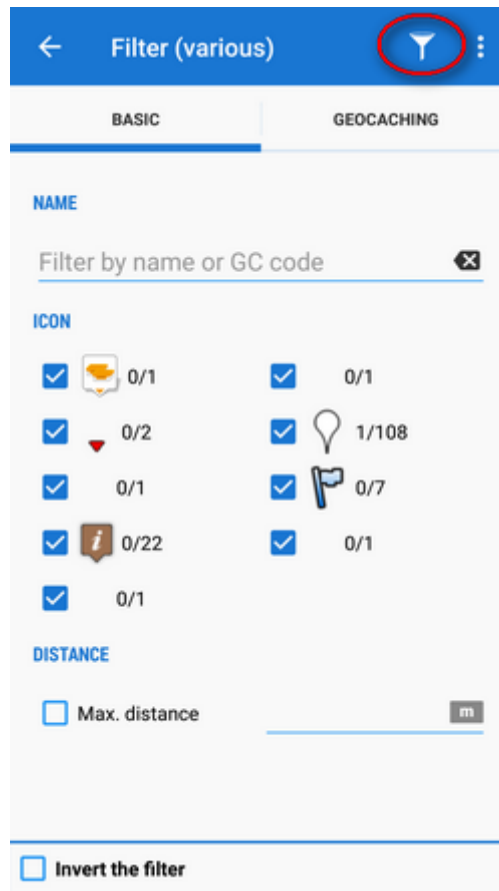 Filter (various)
BASIC GEOCACHING
NAME
Filter by name or GC code
ICON
0/1 0/1
0/2 1/108
0/1 0/7
i 0/22 0/1
0/1
DISTANCE
Max. distance m
Invert the filter